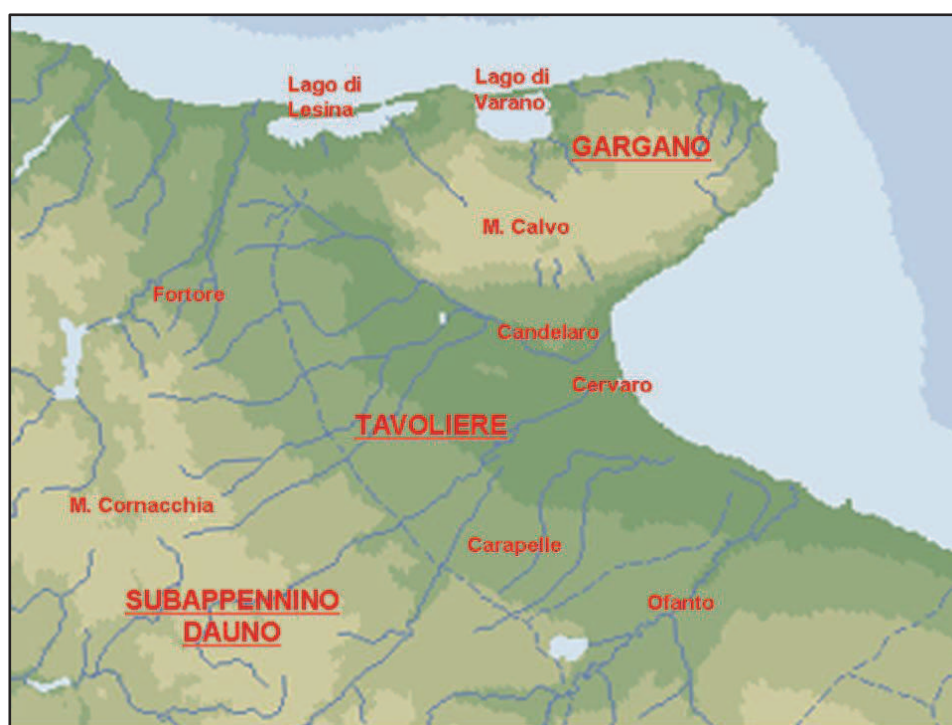 Lago di
Lesina
Lago di
Varano
GARGANO
M. Calvo
Fortore
Candelaro
Cervaro
TAVOLIERE
M. Cornacchia
Carapelle
SUBAPPENNINO
DAUNO
Ofanto